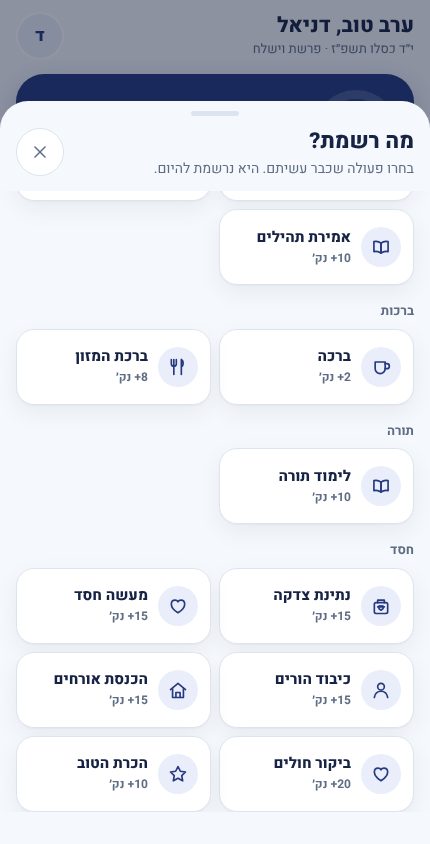 ערב טוב, דניאל
ד
י״ד כסלו תשפ״ז · פרשת וישלח
מה רשמת?
בחרו פעולה שכבר עשיתם. היא נרשמת להיום.
אמירת תהילים
+10 נק׳
ברכות
ברכה
+2 נק׳
ברכת המזון
+8 נק׳
תורה
לימוד תורה
+10 נק׳
חסד
נתינת צדקה
+15 נק׳
מעשה חסד
+15 נק׳
כיבוד הורים
+15 נק׳
הכנסת אורחים
+15 נק׳
ביקור חולים
+20 נק׳
הכרת הטוב
+10 נק׳